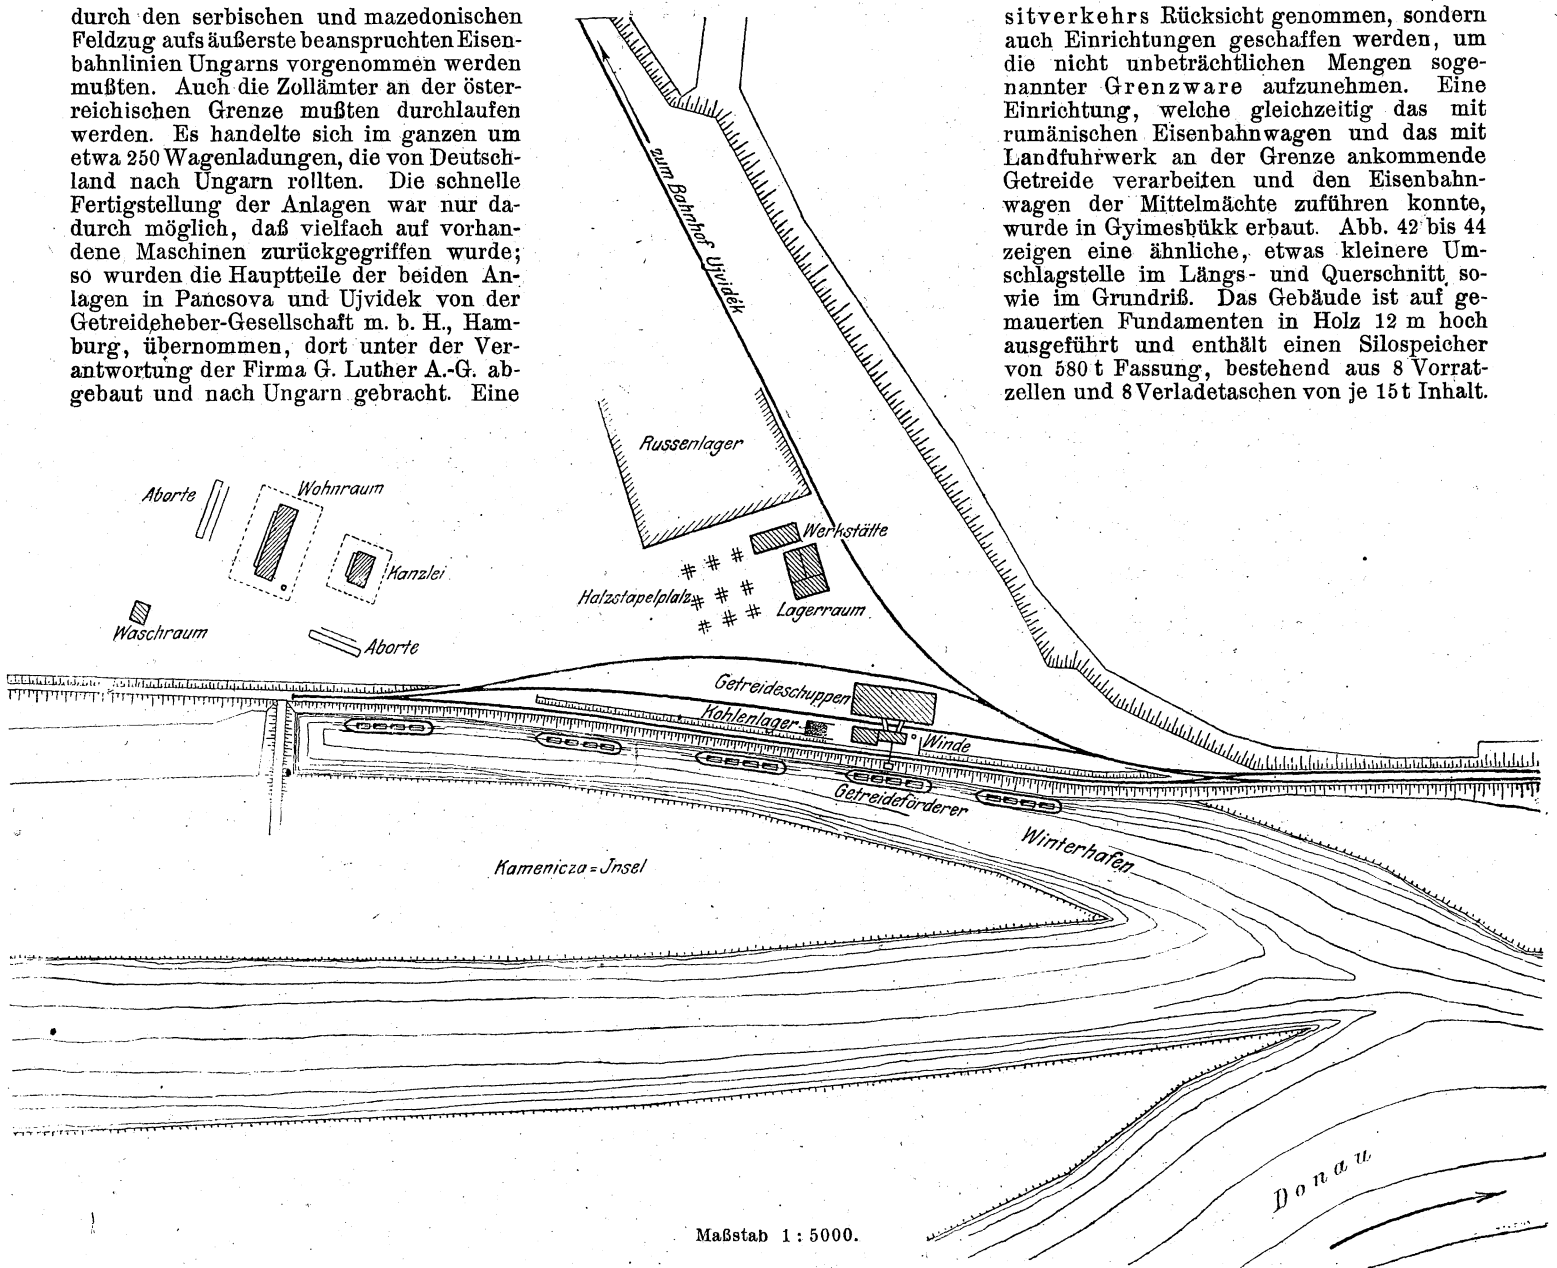 durch den serbischen und mazedonischen
Feldzug aufs äußerste beanspruchten Eisen-
bahnlinien Ungarns vorgenommen werden
mußten. Auch die Zollämter an der öster-
reichischen Grenze mußten durchlaufen
werden. Es handelte sich im ganzen um
etwa 250 Wagenladungen, die von Deutsch-
land nach Ungarn rollten. Die schnelle
Fertigstellung der Anlagen war nur da-
durch möglich, daß vielfach auf vorhan-
dene Maschinen zurückgegriffen wurde;
so wurden die Hauptteile der beiden An-
lagen in Pancsova und Ujvidek von der
Getreideheber-Gesellschaft m. b. H., Ham-
burg, übernommen, dort unter der Ver-
antwortung der Firma G. Luther A.-G. ab-
gebaut und nach Ungarn gebracht. Eine
sitverkehrs Rücksicht genommen, sondern
auch Einrichtungen geschaffen werden, um
die nicht unbeträchtlichen Mengen soge-
nannter Grenzware aufzunehmen. Eine
Einrichtung, welche gleichzeitig das mit
rumänischen Eisenbahnwagen und das mit
Landfuhrwerk an der Grenze ankommende
Getreide verarbeiten und den Eisenbahn-
wagen der Mittelmächte zuführen konnte,
wurde in Gyimesbükk erbaut. Abb. 42 bis 44
zeigen eine ähnliche, etwas kleinere Um-
schlagstelle im Längs- und Querschnitt so-
wie im Grundriß. Das Gebäude ist auf ge-
mauerten Fundamenten in Holz 12 m hoch
ausgeführt und enthält einen Silospeicher
von 580 t Fassung, bestehend aus 8 Vorrat-
zellen und 8 Verladetaschen von je 15 t Inhalt.
zum Bahnhof Ujvidék
Russenlager
Aborte
Wohnraum
Werkstätte
Kanzlei
Holzstapelplatz
Lagerraum
Waschraum
Aborte
Getreideschuppen
Kohlenlager
Winde
Getreideförderer
Winterhafen
Kamenicza=Jnsel
Donau
Maßstab 1 : 5000.